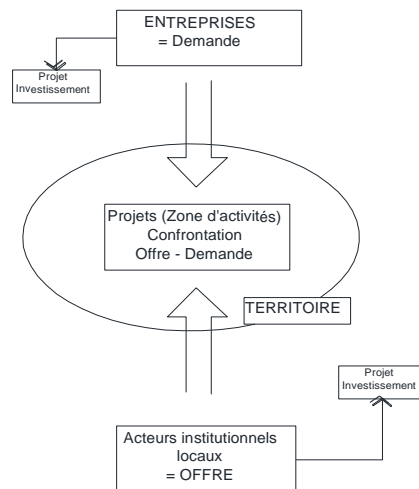 ENTREPRISES
= Demande
Projet
Investissement
Projets (Zone d'activités)
Confrontation
Offre - Demande
TERRITOIRE
Projet
Investissement
Acteurs institutionnels
locaux
= OFFRE